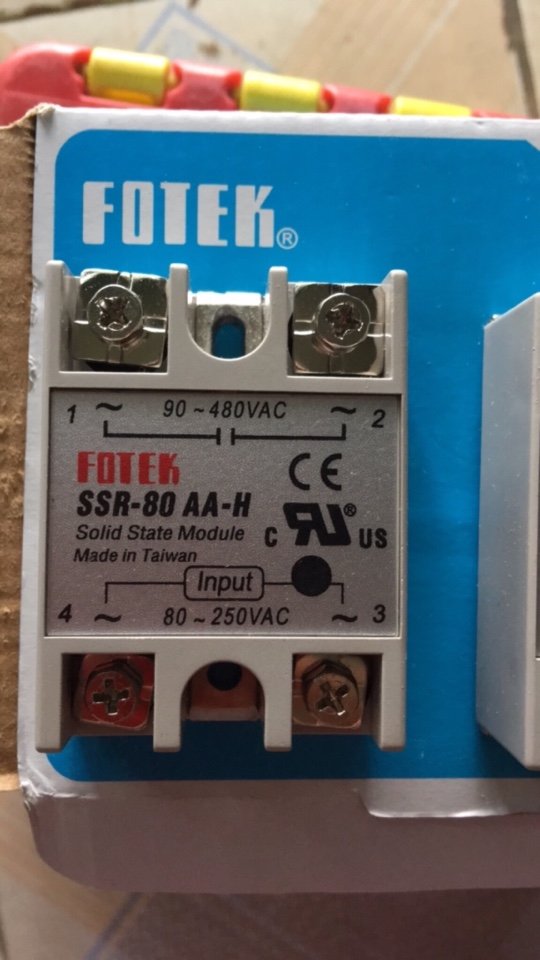 FOTEK®
1 ~ 90 ~ 480VAC ~ 2
FOTEK CE
SSR-80 AA-H
Solid State Module C RU® US
Made in Taiwan
Input
4 ~ 80 ~ 250VAC ~ 3